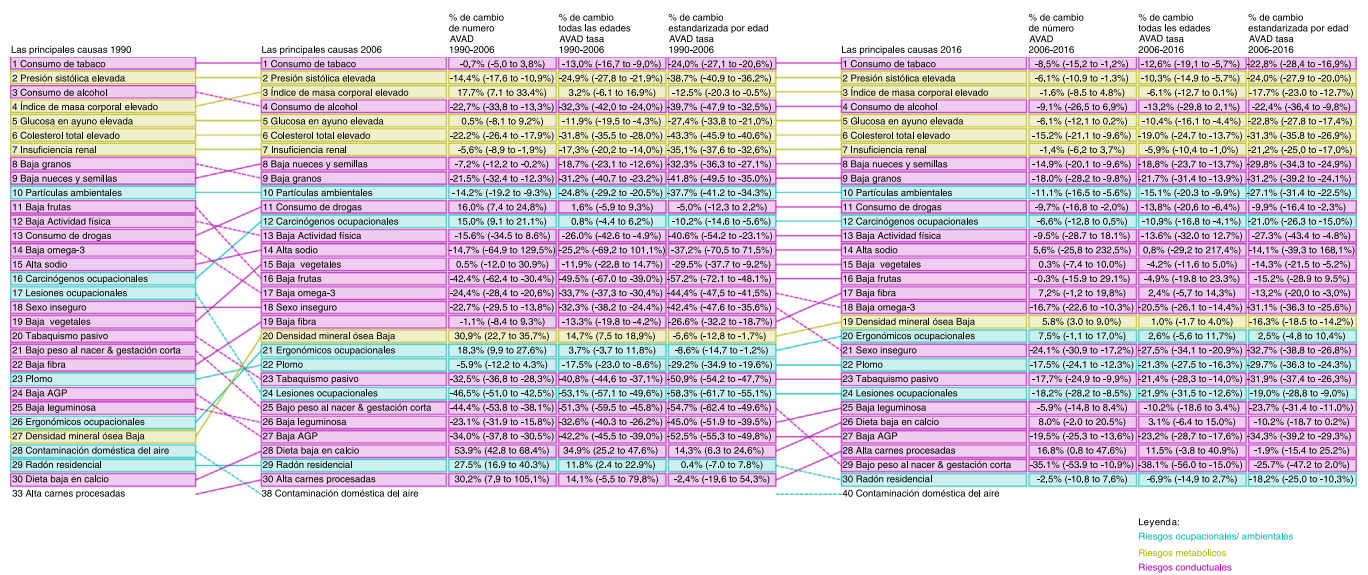 Las principales causas 1990 Las principales causas 2006 % de cambio de numero AVAD 1990-2006 % de cambio todas las edades AVAD tasa 1990-2006 % de cambio estandarizada por edad AVAD tasa 1990-2006 Las principales causas 2016 % de cambio de número AVAD 2006-2016 % de cambio todas les edades AVAD tasa 2006-2016 % de cambio estandarizada por edad AVAD tasa 2006-2016
1 Consumo de tabaco 1 Consumo de tabaco -0,7% (-5,0 a 3,8%) -13,0% (-16,7 ~ -9,0%) -24,0% (-27,1 ~ -20,6%) 1 Consumo de tabaco -8,5% (-15,2 ~ -1,2%) -12,6% (-19,1 ~ -5,7%) -22,8% (-28,4 ~ -16,9%)
2 Presión sistólica elevada 2 Presión sistólica elevada -14.4% (-17.6 to -10.9%) -24.9% (-27.8 to -21.9%) -38.7% (-40.9 to -36.2%) 2 Presión sistólica elevada -6.1% (-10.9 to -1.3%) -10.3% (-14.9 to -5.7%) -24.0% (-27.9 to -20.0%)
3 Consumo de alcohol 3 Índice de masa corporal elevado 17.7% (7.1 to 33.4%) 3.2% (-6.1 to 16.9%) -12.5% (-20.3 to -0.5%) 3 Índice de masa corporal elevado -1.6% (-8.5 to 4.8%) -6.1% (-12.7 to 0.1%) -17.7% (-23.0 to -12.7%)
4 Índice de masa corporal elevado 4 Consumo de alcohol -22,7% (-33,8 ~ -13,3%) -32,3% (-42,0 ~ -24,0%) -39,7% (-47,9 ~ -32,5%) 4 Consumo de alcohol -9,1% (-26,5 to 6,9%) -13,2% (-29,8 to 2,1%) -22,4% (-36,4 ~ -9,8%)
5 Glucosa en ayuno elevada 5 Glucosa en ayuno elevada 0.5% (-8.1 to 9.2%) -11.9% (-19.5 to -4.3%) -27.4% (-33.8 to -21.0%) 5 Glucosa en ayuno elevada -6.1% (-12.1 to 0.2%) -10.4% (-16.1 to -4.4%) -22.8% (-27.8 to -17.4%)
6 Colesterol total elevado 6 Colesterol total elevado -22.2% (-26.4 to -17.9%) -31.8% (-35.5 to -28.0%) -43.3% (-45.9 to -40.6%) 6 Colesterol total elevado -15.2% (-21.1 to -9.6%) -19.0% (-24.7 to -13.7%) -31.3% (-35.8 to -26.9%)
7 Insuficiencia renal 7 Insuficiencia renal -5.6% (-8,9 to -1,9%) -17.3% (-20,2 to -14,0%) -35,1% (-37,6 to -32,6%) 7 Insuficiencia renal -1.4% (-6,2 to 3,7%) -5,9% (-10,4 to -1,0%) -21,2% (-25,0 to -17,0%)
8 Baja granos 8 Baja nueces y semillas -7,2% (-12,2 to -0,2%) -18,7% (-23,1 to -12,6%) -32,3% (-36,3 to -27,1%) 8 Baja nueces y semillas -14,9% (-20.1 to -9.6%) -18,8% (-23.7 to -13.7%) -29.8% (-34.3 to -24.9%)
9 Baja nueces y semillas 9 Baja granos -21.5% (-32.4 to -12.3%) -31.2% (-40.7 to -23.2%) -41.8% (-49.5 to -35.0%) 9 Baja granos -18.0% (-28.2 to -9.8%) -21.7% (-31.4 to -13.9%) -31.2% (-39.2 to -24.1%)
10 Partículas ambientales 10 Partículas ambientales -14.2% (-19.2 to -9.3%) -24.8% (-29.2 to -20.5%) -37.7% (-41.2 to -34.3%) 10 Partículas ambientales -11.1% (-16.5 to -5.6%) -15.1% (-20.3 to -9.9%) -27.1% (-31.4 to -22.5%)
11 Baja frutas 11 Consumo de drogas 16.0% (7,4 to 24,8%) 1,6% (-5,9 to 9,3%) -5,0% (-12,3 to 2,2%) 11 Consumo de drogas -9,7% (-16,8 to -2,0%) -13,8% (-20,6 to -6,4%) -9,9% (-16,4 to -2,3%)
12 Baja Actividad física 12 Carcinógenos ocupacionales 15,0% (9,1 to 21,1%) 0,8% (-4,4 to 6,2%) -10,2% (-14,6 to -5,6%) 12 Carcinógenos ocupacionales -6.6% (-12.8 to 0.5%) -10.9% (-16.8 to -4.1%) -21.0% (-26.3 to -15.0%)
13 Consumo de drogas 13 Baja Actividad física -15.6% (-34.5 to 8.6%) -26.0% (-42.6 to -4.9%) -40.6% (-54.2 to -23.1%) 13 Baja Actividad física -9.5% (-28.7 to 18.1%) -13.6% (-32.0 to 12.7%) -27.3% (-43.4 to -4.8%)
14 Baja omega-3 14 Alta sodio -14,7% (-64,9 to 129,5%) -25,2% (-69,2 to 101,1%) -37,2% (-70,5 to 71,5%) 14 Alta sodio 5,6% (-25,8 to 232,5%) 0,8% (-29,2 to 217,4%) -14,1% (-39,3 to 168,1%)
15 Alta sodio 15 Baja vegetales 0.5% (-12.0 to 30.9%) -11.9% (-22.8 to 14.7%) -29.5% (-37.7 to -9.2%) 15 Baja vegetales 0.3% (-7.4 to 10.0%) -4.2% (-11.6 to 5.0%) -14.3% (-21.5 to -5.2%)
16 Carcinógenos ocupacionales 16 Baja frutas -42.4% (-62.4 to -30.4%) -49.5% (-67.0 to -39.0%) -57.2% (-72.1 to -48.1%) 16 Baja frutas -0.3% (-15.9 to 29.1%) -4.9% (-19.8 to 23.3%) -15.2% (-28.9 to 9.5%)
17 Lesiones ocupacionales 17 Baja omega-3 -24,4% (-28,4 to -20,6%) -33,7% (-37,3 to -30,4%) -44,4% (-47,5 to -41,5%) 17 Baja fibra 7,2% (-1,2 to 19,8%) 2,4% (-5,7 to 14,3%) -13,2% (-20,0 to -3,0%)
18 Sexo inseguro 18 Sexo inseguro -22,7% (-29,5 to -13,8%) -32,3% (-38,2 to -24,4%) -42,4% (-47,6 to -35,6%) 18 Baja omega-3 -16,7% (-22,6 to -10,3%) -20,5% (-26,1 to -14,4%) -31,1% (-36,3 to -25,6%)
19 Baja vegetales 19 Baja fibra -1.1% (-8.4 to 9.3%) -13.3% (-19.8 to -4.2%) -26.6% (-32.2 to -18.7%) 19 Densidad mineral ósea Baja 5.8% (3.0 to 9.0%) 1.0% (-1.7 to 4.0%) -16.3% (-18.5 to -14.2%)
20 Tabaquismo pasivo 20 Densidad mineral ósea Baja 30,9% (22,7 to 35,7%) 14,7% (7,5 to 18,9%) -5,6% (-12,8 to -1,7%) 20 Ergonómicos ocupacionales 7,5% (-1,1 to 17,0%) 2,6% (-5,6 to 11,7%) 2,5% (-4,8 to 10,4%)
21 Bajo peso al nacer & gestación corta 21 Ergonómicos ocupacionales 18,3% (9,9 to 27,6%) 3,7% (-3,7 to 11,8%) -8,6% (-14,7 to -1,2%) 21 Sexo inseguro -24,1% (-30,9 to -17,2%) -27,5% (-34,1 to -20,9%) -32,7% (-38,8 to -26,8%)
22 Baja fibra 22 Plomo -5.9% (-12.2 to 4.3%) -17.5% (-23.0 to -8.6%) -29.2% (-34.9 to -19.6%) 22 Plomo -17.5% (-24.1 to -12.3%) -21.3% (-27.5 to -16.3%) -29.7% (-36.3 to -24.3%)
23 Plomo 23 Tabaquismo pasivo -32,5% (-36,8 to -28,3%) -40,8% (-44,6 to -37,1%) -50,9% (-54,2 to -47,7%) 23 Tabaquismo pasivo -17.7% (-24,9 to -9,9%) -21,4% (-28,3 to -14,0%) -31,9% (-37,4 to -26,3%)
24 Baja AGP 24 Lesiones ocupacionales -46,5% (-51,0 to -42,5%) -53,1% (-57,1 to -49,6%) -58,3% (-61,7 to -55,1%) 24 Lesiones ocupacionales -18,2% (-28,2 to -8,5%) -21,9% (-31,5 to -12,6%) -19,0% (-28,8 to -9,0%)
25 Baja leguminosa 25 Bajo peso al nacer & gestación corta -44,4% (-53,8 to -38,1%) -51,3% (-59,5 to -45,8%) -54,7% (-62,4 to -49,6%) 25 Baja leguminosa -5.9% (-14.8 to 8.4%) -10.2% (-18.6 to 3.4%) -23.7% (-31.4 to -11.0%)
26 Ergonómicos ocupacionales 26 Baja leguminosa -23.1% (-31.9 to -15.8%) -32.6% (-40.3 to -26.2%) -45.0% (-51.9 to -39.5%) 26 Dieta baja en calcio 8.0% (-2.0 to 20.5%) 3.1% (-6.4 to 15.0%) -10.2% (-18.7 to 0.2%)
27 Densidad mineral ósea Baja 27 Baja AGP -34,0% (-37,8 to -30,5%) -42,2% (-45,5 to -39,0%) -52,5% (-55,3 to -49,8%) 27 Baja AGP -19,5% (-25,3 to -13,6%) -23,2% (-28,7 to -17,6%) -34,3% (-39,2 to -29,3%)
28 Contaminación doméstica del aire 28 Dieta baja en calcio 53.9% (42.8 to 68.4%) 34.9% (25.2 to 47.6%) 14.3% (6.3 to 24.6%) 28 Alta carnes procesadas 16.8% (0.8 to 47.6%) 11.5% (-3.8 to 40.9%) -1.9% (-15.4 to 25.2%)
29 Radón residencial 29 Radón residencial 27.5% (16.9 to 40.3%) 11.8% (2.4 to 22.9%) 0.4% (-7.0 to 7.8%) 29 Bajo peso al nacer & gestación corta -35.1% (-53.9 to -10.9%) -38.1% (-56.0 to -15.0%) -25.7% (-47.2 to 2.0%)
30 Dieta baja en calcio 30 Alta carnes procesadas 30,2% (7,9 to 105,1%) 14,1% (-5,5 to 79,8%) -2,4% (-19,6 to 54,3%) 30 Radón residencial -2,5% (-10,8 to 7,6%) -6,9% (-14,9 to 2,7%) -18,2% (-25,0 to -10,3%)
33 Alta carnes procesadas 38 Contaminación doméstica del aire 40 Contaminación doméstica del aire
Leyenda:
Riesgos ocupacionales/ ambientales
Riesgos metabólicos
Riesgos conductuales